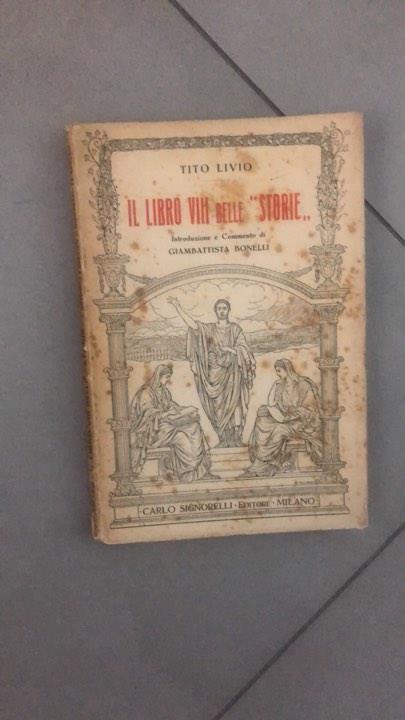 TITO LIVIO
IL LIBRO VIII DELLE "STORIE„
Introduzione e Commento di
GIAMBATTISTA BONELLI
·CARLO SIGNORELLI · EDITORE · MILANO·